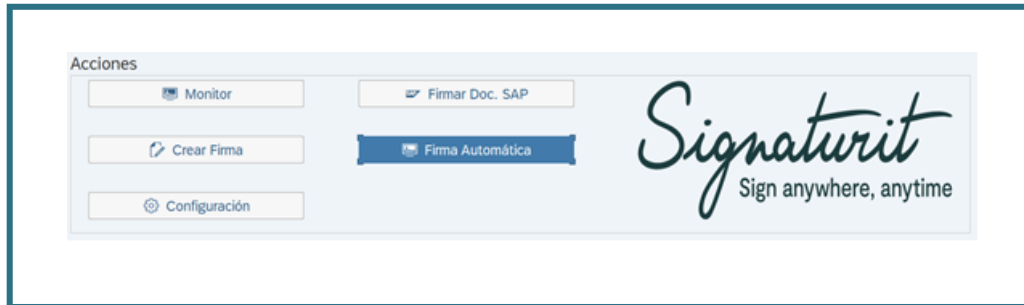 Acciones
Monitor
Firmar Doc. SAP
Crear Firma
Firma Automática
Configuración
Signaturit
Sign anywhere, anytime